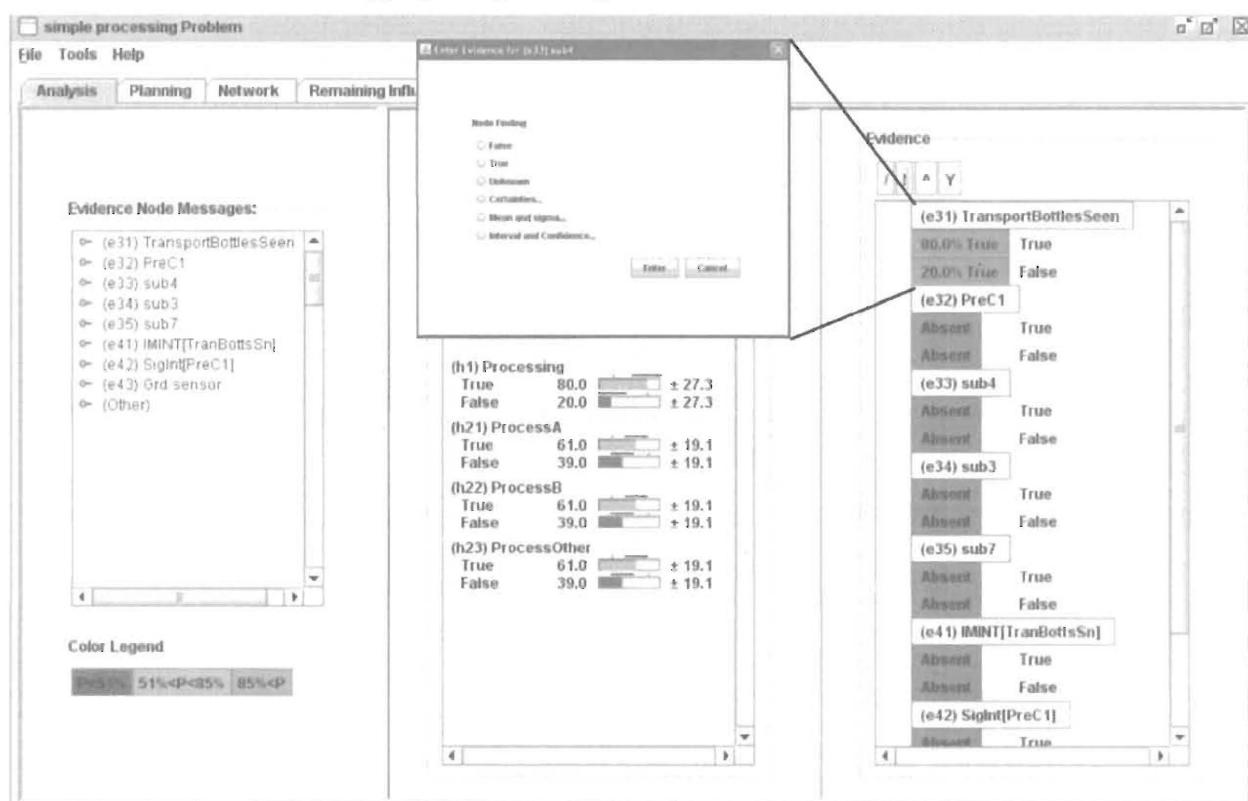 simple processing Problem
File Tools Help
Analysis Planning Network Remaining Influ
Enter Evidence for (e33) sub4
Node Finding
False
True
Unknown
Certainties...
Mean and sigma...
Interval and Confidence...
Enter Cancel
Evidence Node Messages:
(e31) TransportBottlesSeen
(e32) PreC1
(e33) sub4
(e34) sub3
(e35) sub7
(e41) IMINT[TranBottsSn]
(e42) SigInt[PreC1]
(e43) Grd sensor
(Other)
Color Legend
51%<P<85% 85%<P
(h1) Processing
True 80.0 ± 27.3
False 20.0 ± 27.3
(h21) ProcessA
True 61.0 ± 19.1
False 39.0 ± 19.1
(h22) ProcessB
True 61.0 ± 19.1
False 39.0 ± 19.1
(h23) ProcessOther
True 61.0 ± 19.1
False 39.0 ± 19.1
Evidence
/ ! ^ Y
(e31) TransportBottlesSeen
80.0% True True
20.0% True False
(e32) PreC1
Absent True
Absent False
(e33) sub4
Absent True
Absent False
(e34) sub3
Absent True
Absent False
(e35) sub7
Absent True
Absent False
(e41) IMINT[TranBottsSn]
Absent True
Absent False
(e42) SigInt[PreC1]
Absent True